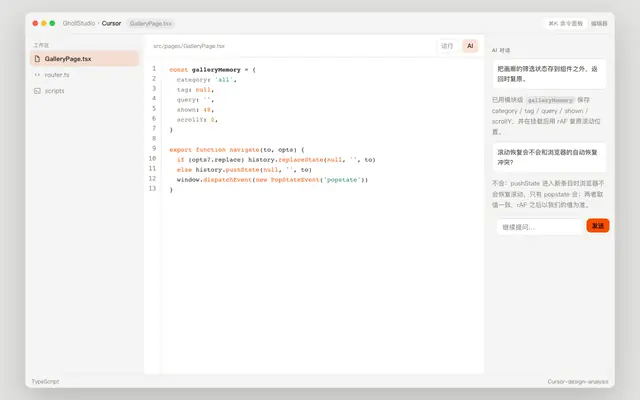 GhollStudio › Cursor GalleryPage.tsx
⌘K 命令面板 编辑器
工作区
GalleryPage.tsx
router.ts
scripts
src/pages/GalleryPage.tsx
运行 AI
1 const galleryMemory = {
2 category: 'all',
3 tag: null,
4 query: '',
5 shown: 48,
6 scrollY: 0,
7 }
8
9 export function navigate(to, opts) {
10 if (opts?.replace) history.replaceState(null, '', to)
11 else history.pushState(null, '', to)
12 window.dispatchEvent(new PopStateEvent('popstate'))
13 }
AI 对话
把画廊的筛选状态存到组件之外，返
回时复原。
已用模块级 galleryMemory 保存
category / tag / query / shown /
scrollY，并在挂载后用 rAF 复原滚动位
置。
滚动恢复会不会和浏览器的自动恢复
冲突？
不会：pushState 进入新条目时浏览器不
会恢复滚动，只有 popstate 会；两者取
值一致，rAF 之后以我们的值为准。
继续提问…
发送
TypeScript
Cursor-design-analysis